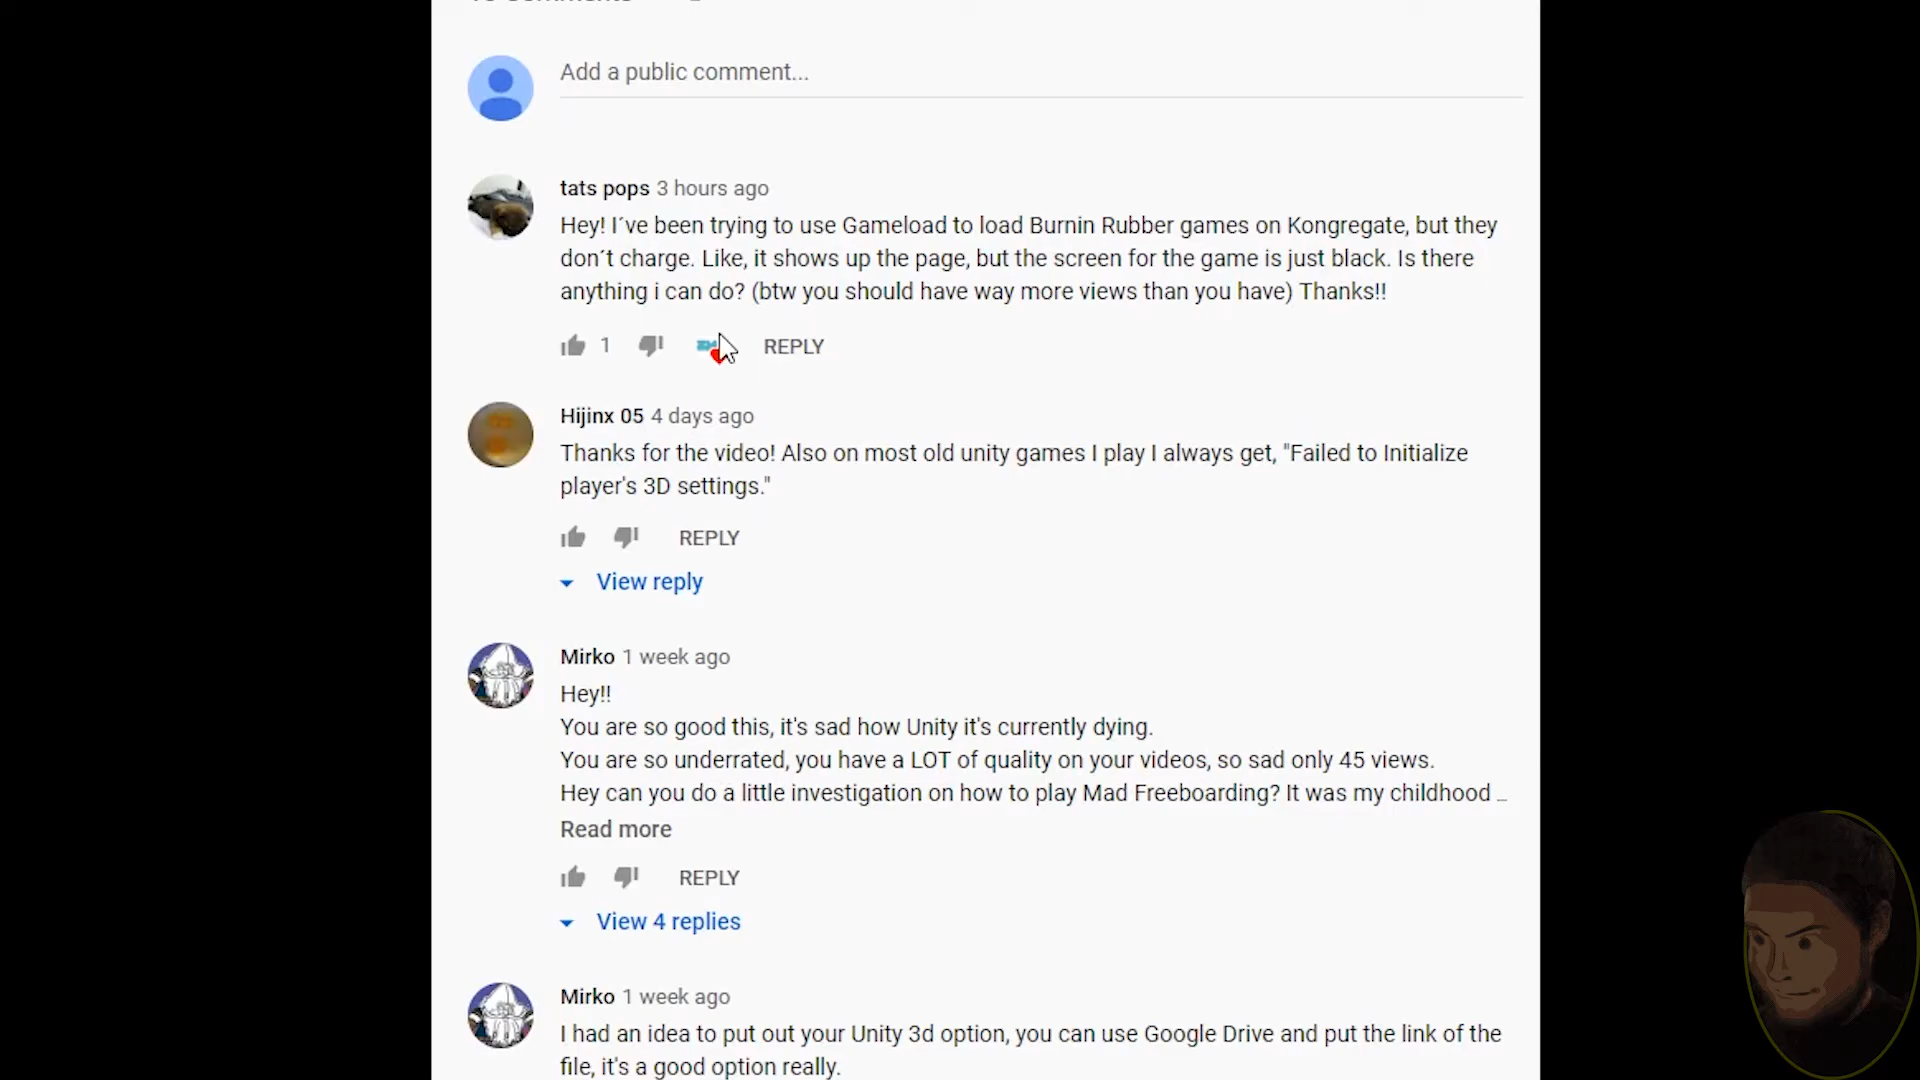 Add a public comment...
tats pops 3 hours ago
Hey! I´ve been trying to use Gameload to load Burnin Rubber games on Kongregate, but they
don´t charge. Like, it shows up the page, but the screen for the game is just black. Is there
anything i can do? (btw you should have way more views than you have) Thanks!!
1 REPLY
Hijinx 05 4 days ago
Thanks for the video! Also on most old unity games I play I always get, "Failed to Initialize
player's 3D settings."
REPLY
View reply
Mirko 1 week ago
Hey!!
You are so good this, it's sad how Unity it's currently dying.
You are so underrated, you have a LOT of quality on your videos, so sad only 45 views.
Hey can you do a little investigation on how to play Mad Freeboarding? It was my childhood ...
Read more
REPLY
View 4 replies
Mirko 1 week ago
I had an idea to put out your Unity 3d option, you can use Google Drive and put the link of the
file, it's a good option really.